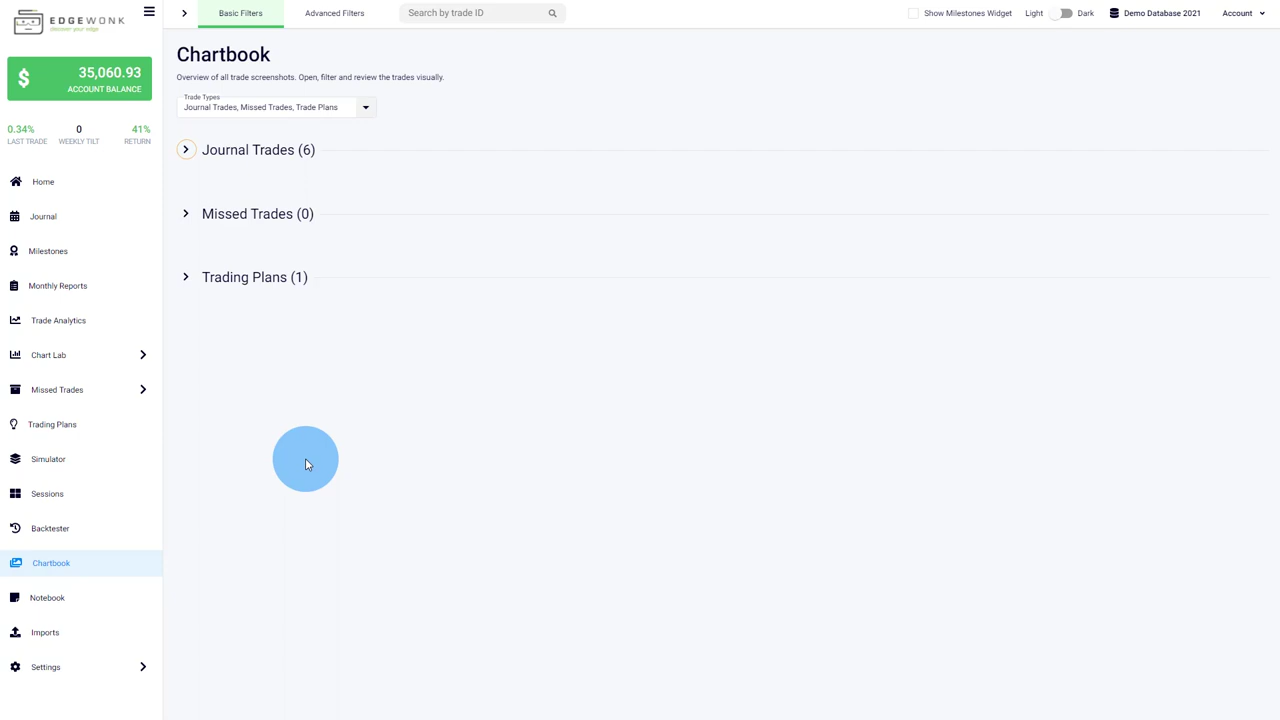 EDGEWONK
discover your edge
Basic Filters
Advanced Filters
Search by trade ID
Show Milestones Widget
Light
Dark
Demo Database 2021
Account
$ 35,060.93
ACCOUNT BALANCE
0.34% 0 41%
LAST TRADE WEEKLY TILT RETURN
Home
Journal
Milestones
Monthly Reports
Trade Analytics
Chart Lab
Missed Trades
Trading Plans
Simulator
Sessions
Backtester
Chartbook
Notebook
Imports
Settings
Chartbook
Overview of all trade screenshots. Open, filter and review the trades visually.
Trade Types
Journal Trades, Missed Trades, Trade Plans
Journal Trades (6)
Missed Trades (0)
Trading Plans (1)